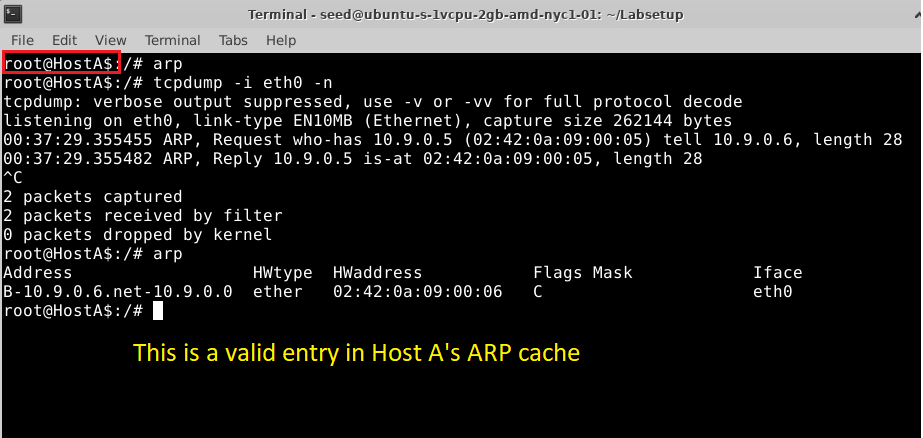 Terminal - seed@ubuntu-s-1vcpu-2gb-amd-nyc1-01: ~/Labsetup
File Edit View Terminal Tabs Help
root@HostA$:/# arp
root@HostA$:/# tcpdump -i eth0 -n
tcpdump: verbose output suppressed, use -v or -vv for full protocol decode
listening on eth0, link-type EN10MB (Ethernet), capture size 262144 bytes
00:37:29.355455 ARP, Request who-has 10.9.0.5 (02:42:0a:09:00:05) tell 10.9.0.6, length 28
00:37:29.355482 ARP, Reply 10.9.0.5 is-at 02:42:0a:09:00:05, length 28
^C
2 packets captured
2 packets received by filter
0 packets dropped by kernel
root@HostA$:/# arp
Address HWtype HWaddress Flags Mask Iface
B-10.9.0.6.net-10.9.0.0 ether 02:42:0a:09:00:06 C eth0
root@HostA$:/#
This is a valid entry in Host A's ARP cache